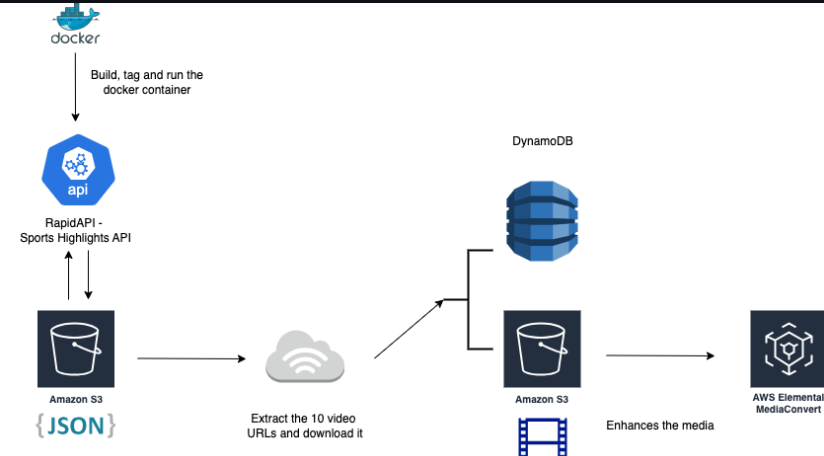 docker
Build, tag and run the
docker container
DynamoDB
api
RapidAPI -
Sports Highlights API
Amazon S3
{JSON}
Extract the 10 video
URLs and download it
Amazon S3
Enhances the media
AWS Elemental
MediaConvert